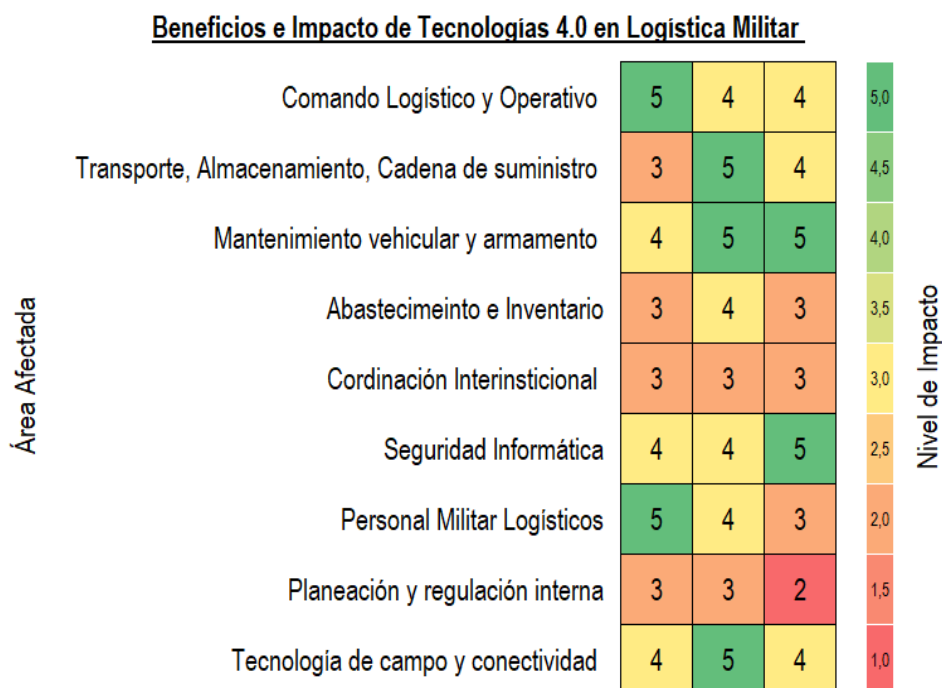 Beneficios e Impacto de Tecnologías 4.0 en Logística Militar
Comando Logístico y Operativo 5 4 4
Transporte, Almacenamiento, Cadena de suministro 3 5 4
Mantenimiento vehicular y armamento 4 5 5
Abastecimeinto e Inventario 3 4 3
Cordinación Interinsticional 3 3 3
Seguridad Informática 4 4 5
Personal Militar Logísticos 5 4 3
Planeación y regulación interna 3 3 2
Tecnología de campo y conectividad 4 5 4
Área Afectada
5,0
4,5
4,0
3,5
3,0
2,5
2,0
1,5
1,0
Nivel de Impacto